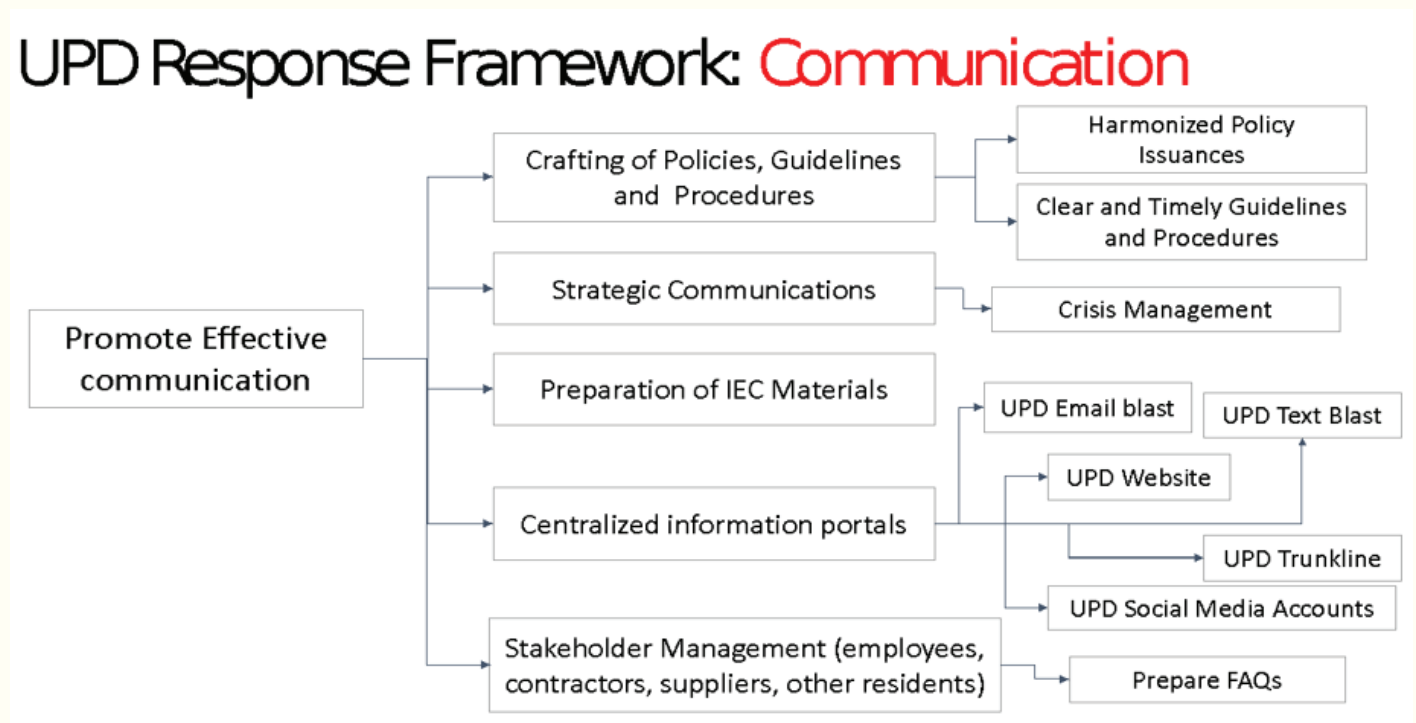 UPD Response Framework: Communication
Promote Effective
communication
Crafting of Policies, Guidelines
and Procedures
Harmonized Policy
Issuances
Clear and Timely Guidelines
and Procedures
Strategic Communications
Crisis Management
Preparation of IEC Materials
Centralized information portals
UPD Email blast
UPD Text Blast
UPD Website
UPD Trunkline
UPD Social Media Accounts
Stakeholder Management (employees,
contractors, suppliers, other residents)
Prepare FAQs